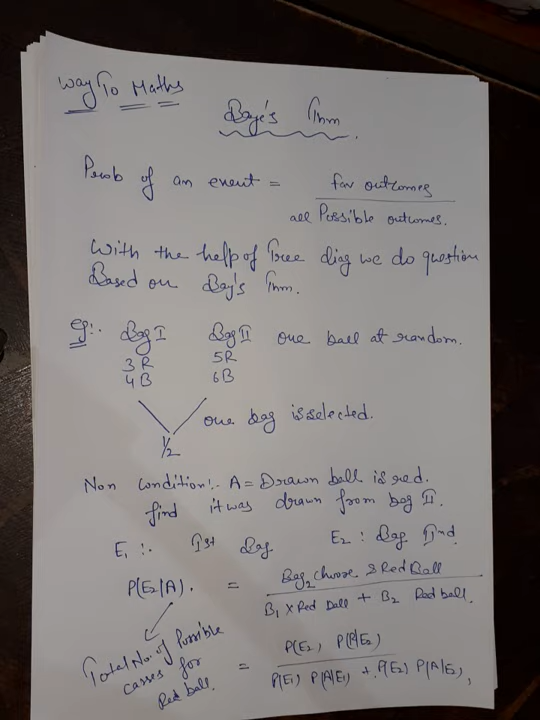 Way To Maths
Baye's Thm.
Prob of an event = fav outcomes
all Possible outcomes.
With the help of Tree diag we do question
Based on Bay's Thm.
eg:. Bag I Bag II one ball at random.
3R 5R
4B 6B
1/2 one bag is selected.
Non condition:. A = Drawn ball is red.
find it was drawn from bag II.
E1 :. Ist Bag E2 : Bag IInd
P(E2/A). = Bag2 choose & Red Ball
B1 x Red Ball + B2 Red ball.
Total No. of Possible
casses for
Red ball.
= P(E2) P(A/E2)
P(E1) P(A/E1) + P(E2) P(A/E2),